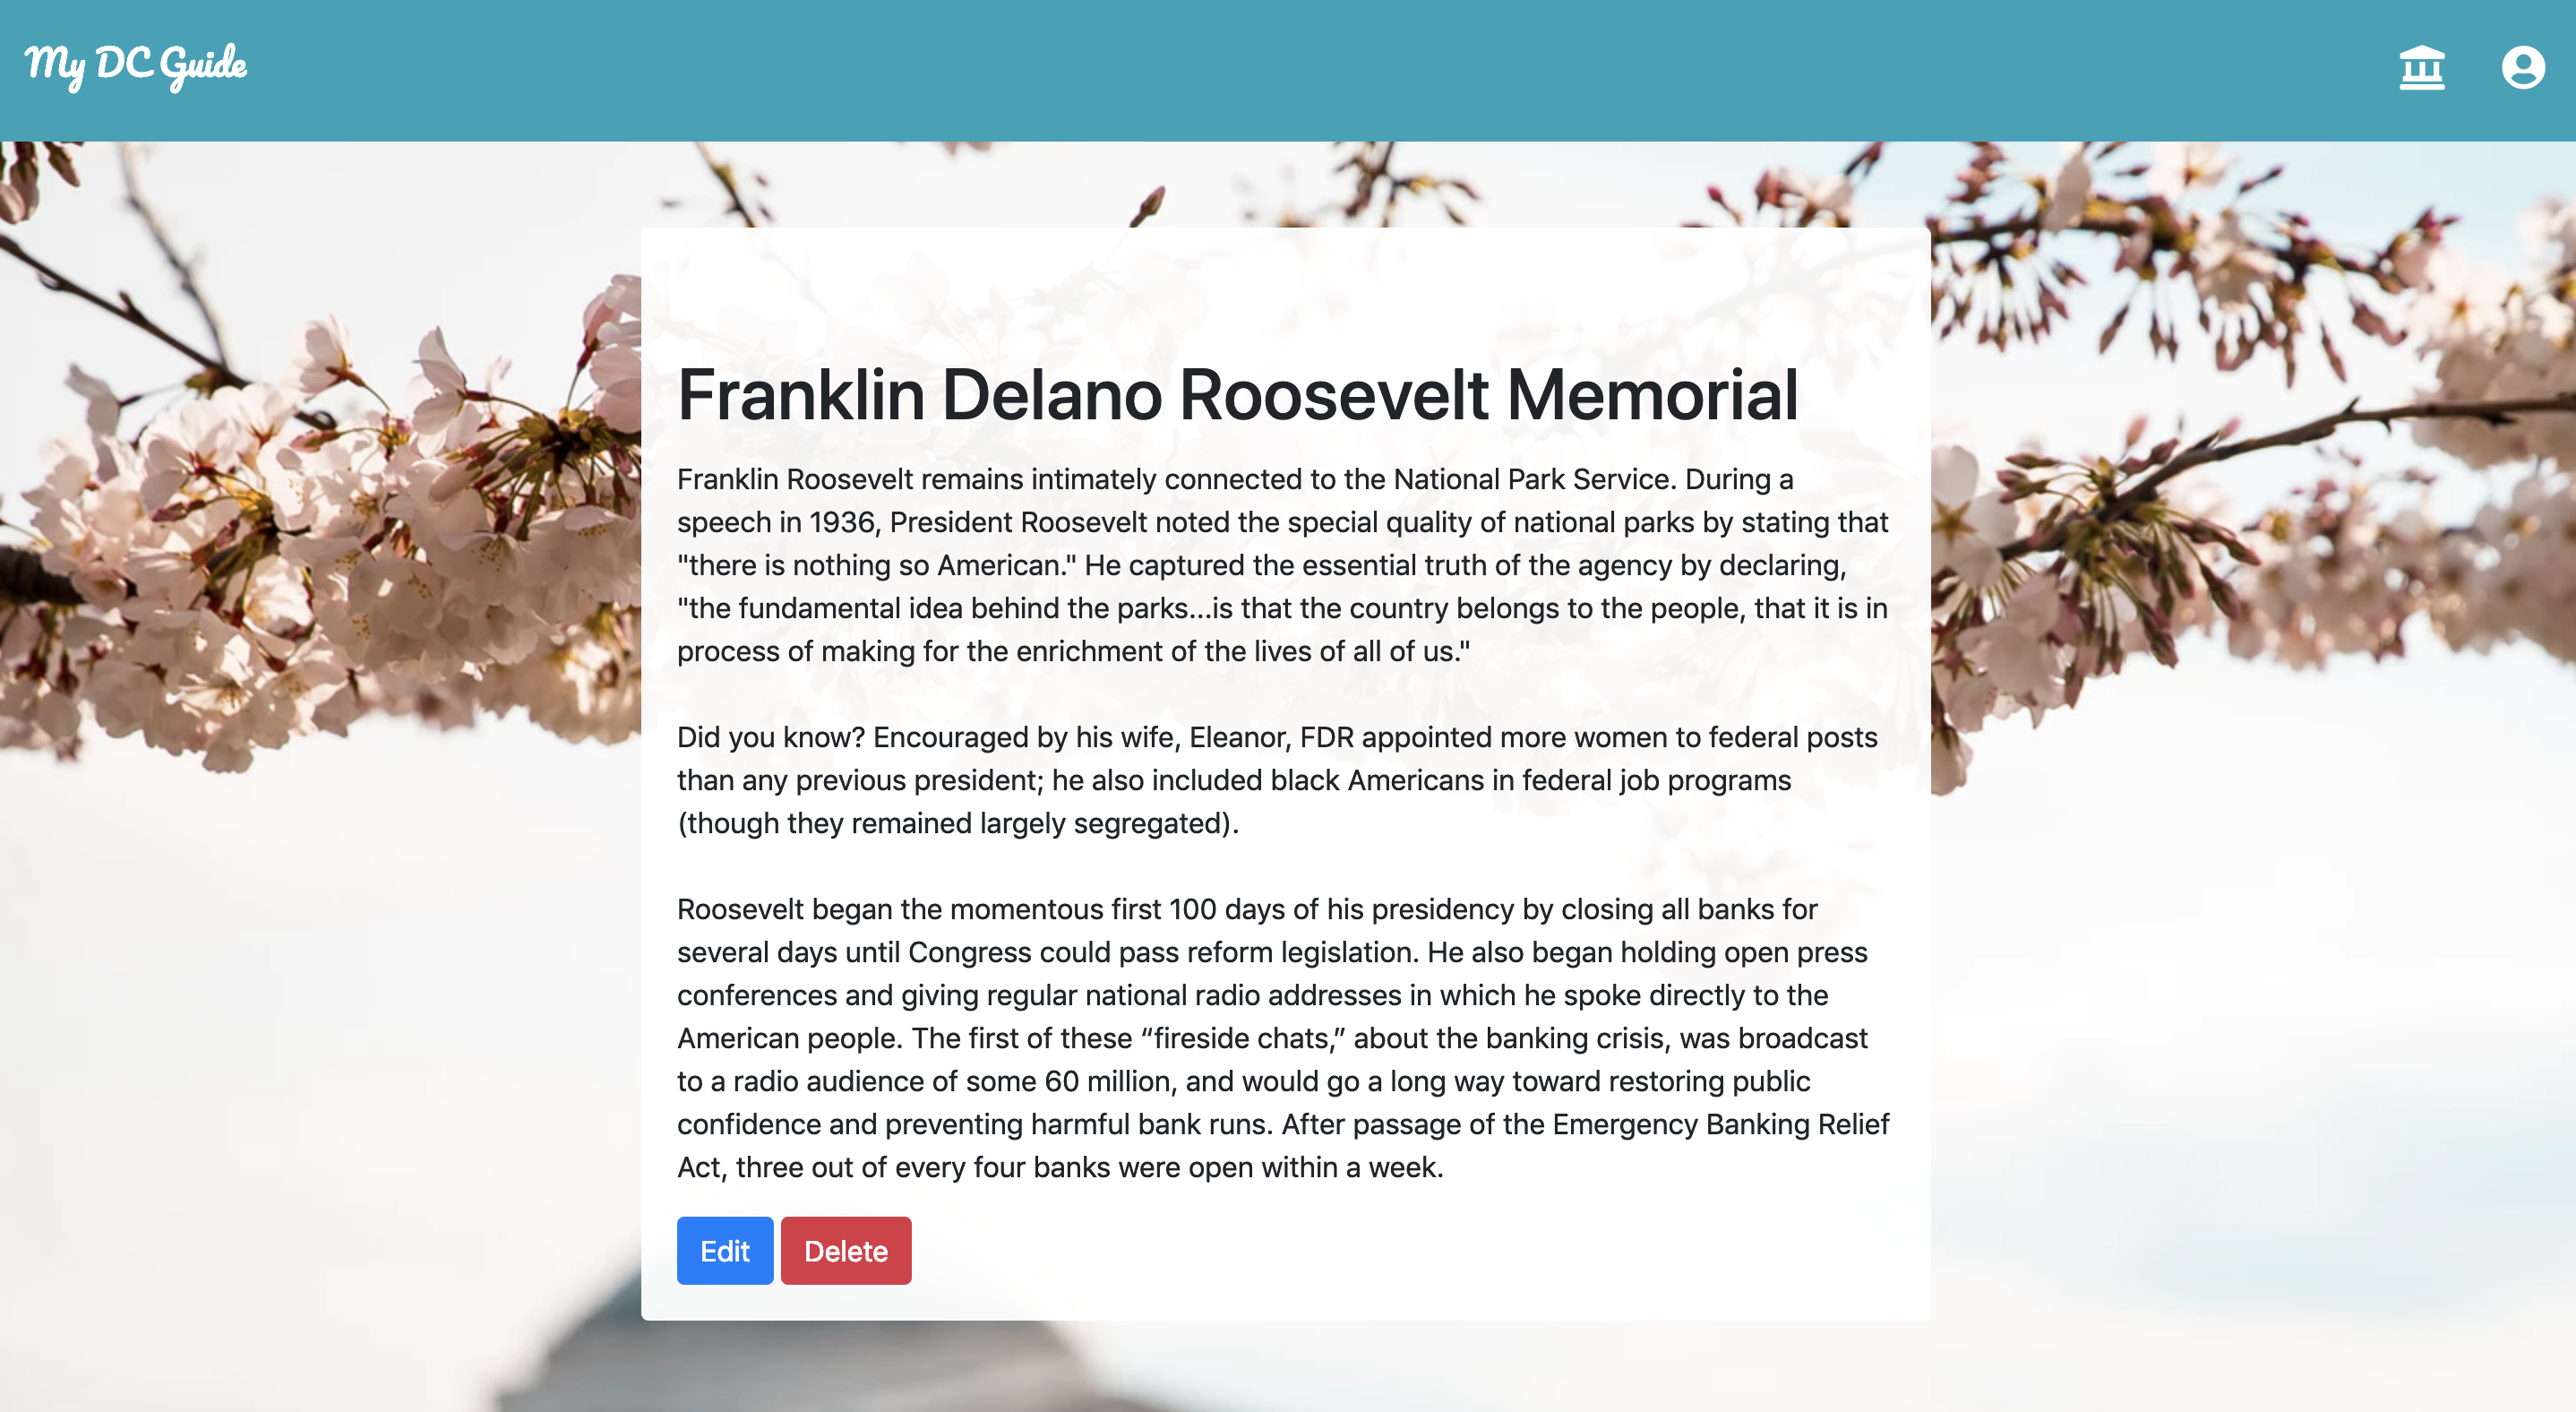 My DC Guide
Franklin Delano Roosevelt Memorial
Franklin Roosevelt remains intimately connected to the National Park Service. During a
speech in 1936, President Roosevelt noted the special quality of national parks by stating that
"there is nothing so American." He captured the essential truth of the agency by declaring,
"the fundamental idea behind the parks...is that the country belongs to the people, that it is in
process of making for the enrichment of the lives of all of us."
Did you know? Encouraged by his wife, Eleanor, FDR appointed more women to federal posts
than any previous president; he also included black Americans in federal job programs
(though they remained largely segregated).
Roosevelt began the momentous first 100 days of his presidency by closing all banks for
several days until Congress could pass reform legislation. He also began holding open press
conferences and giving regular national radio addresses in which he spoke directly to the
American people. The first of these “fireside chats,” about the banking crisis, was broadcast
to a radio audience of some 60 million, and would go a long way toward restoring public
confidence and preventing harmful bank runs. After passage of the Emergency Banking Relief
Act, three out of every four banks were open within a week.
Edit Delete